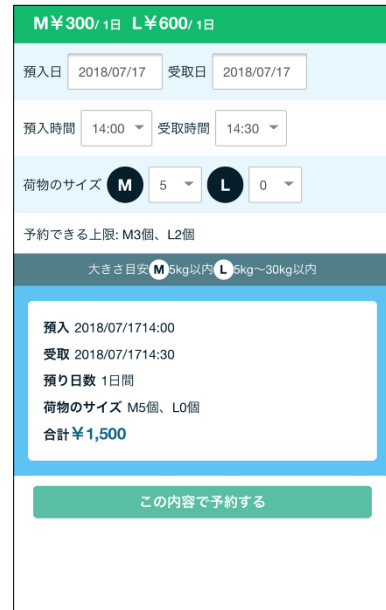 M￥300/ 1日 L￥600/ 1日
預入日 2018/07/17 受取日 2018/07/17
預入時間 14:00 受取時間 14:30
荷物のサイズ M 5 L 0
予約できる上限: M3個、L2個
大きさ目安 M 5kg以内 L 5kg〜30kg以内
預入 2018/07/1714:00
受取 2018/07/1714:30
預り日数 1日間
荷物のサイズ M5個、L0個
合計￥1,500
この内容で予約する